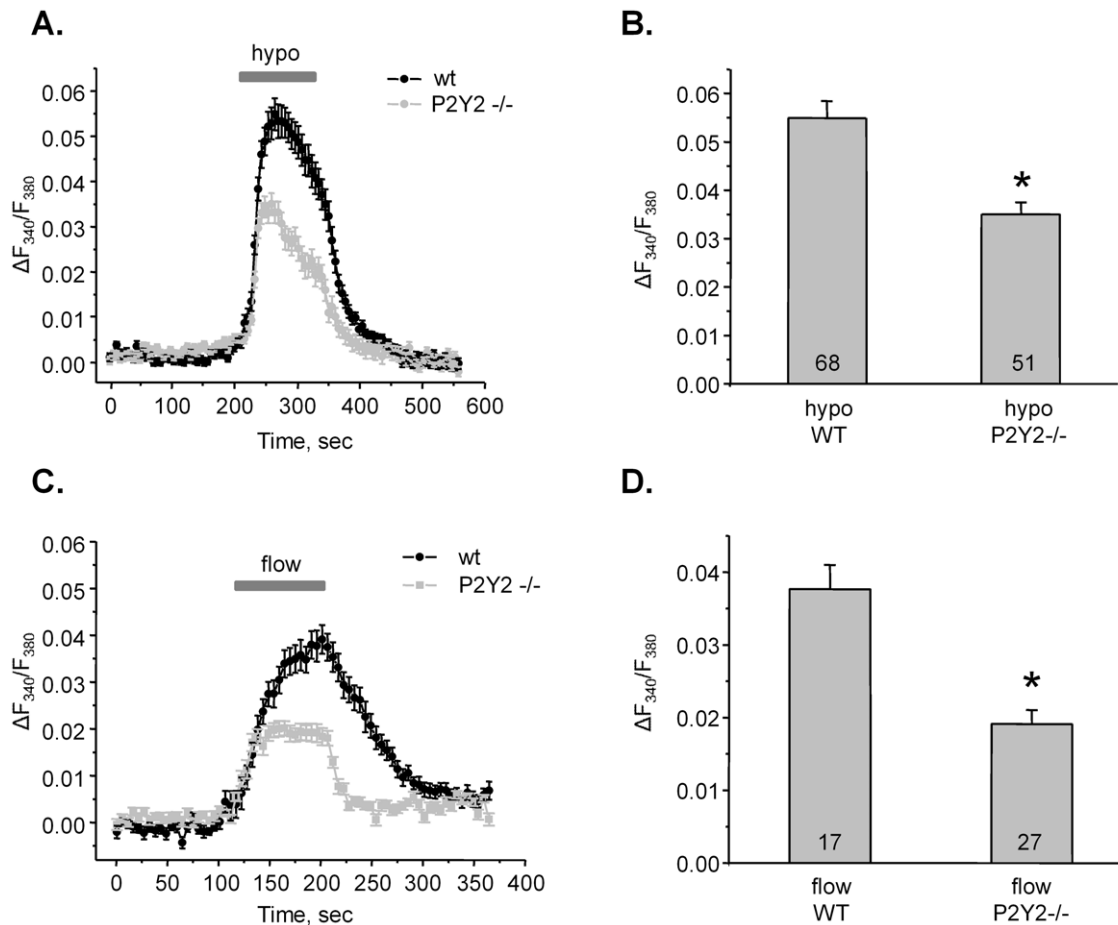 A.
hypo
wt
P2Y2 -/-
0.06
0.05
0.04
0.03
0.02
0.01
0.00
ΔF340/F380
0 100 200 300 400 500 600
Time, sec
B.
0.06
0.05
0.04
0.03
0.02
0.01
0.00
ΔF340/F380
*
68 51
hypo hypo
WT P2Y2-/-
C.
flow
wt
P2Y2 -/-
0.06
0.05
0.04
0.03
0.02
0.01
0.00
ΔF340/F380
0 50 100 150 200 250 300 350 400
Time, sec
D.
0.04
0.03
0.02
0.01
0.00
ΔF340/F380
*
17 27
flow flow
WT P2Y2-/-